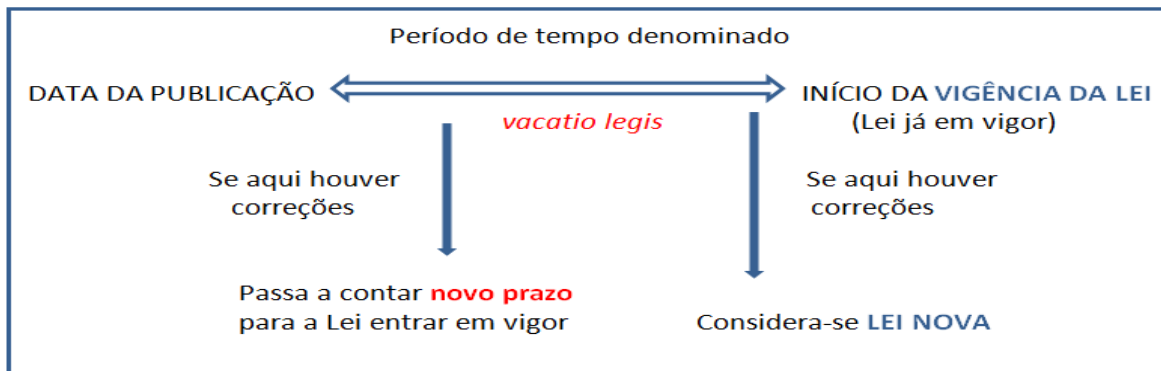 Período de tempo denominado
DATA DA PUBLICAÇÃO
INÍCIO DA VIGÊNCIA DA LEI
(Lei já em vigor)
vacatio legis
Se aqui houver
correções
Se aqui houver
correções
Passa a contar novo prazo
para a Lei entrar em vigor
Considera-se LEI NOVA